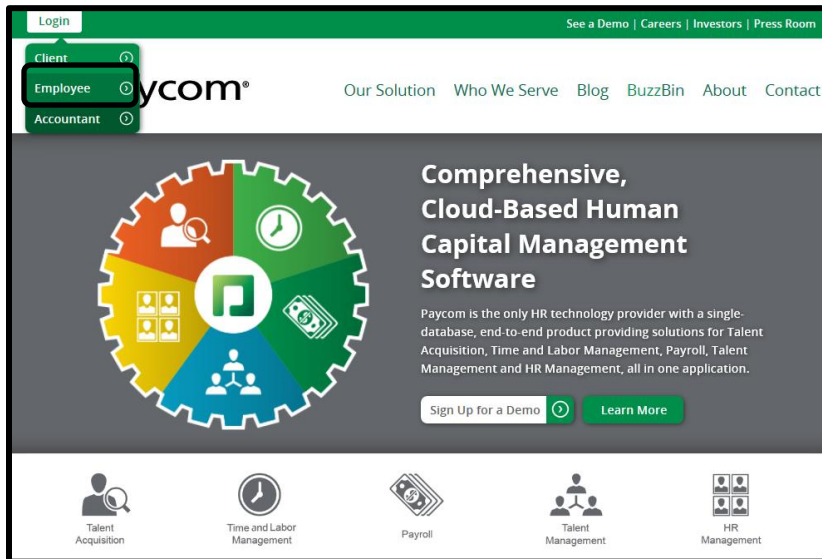 Login
See a Demo | Careers | Investors | Press Room
Client
Employee
Accountant
ycom®
Our Solution Who We Serve Blog BuzzBin About Contact
Comprehensive,
Cloud-Based Human
Capital Management
Software
Paycom is the only HR technology provider with a single-
database, end-to-end product providing solutions for Talent
Acquisition, Time and Labor Management, Payroll, Talent
Management and HR Management, all in one application.
Sign Up for a Demo
Learn More
Talent
Acquisition
Time and Labor
Management
Payroll
Talent
Management
HR
Management